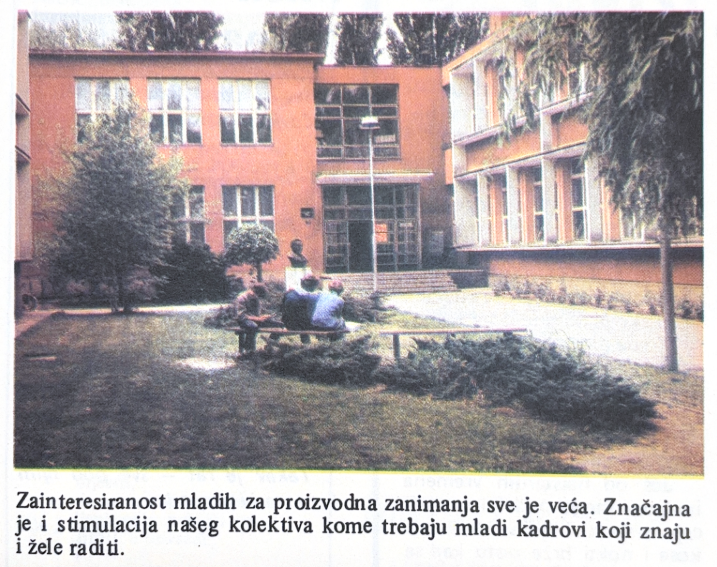 Zainteresiranost mladih za proizvodna zanimanja sve je veća. Značajna
je i stimulacija našeg kolektiva kome trebaju mladi kadrovi koji znaju
i žele raditi.